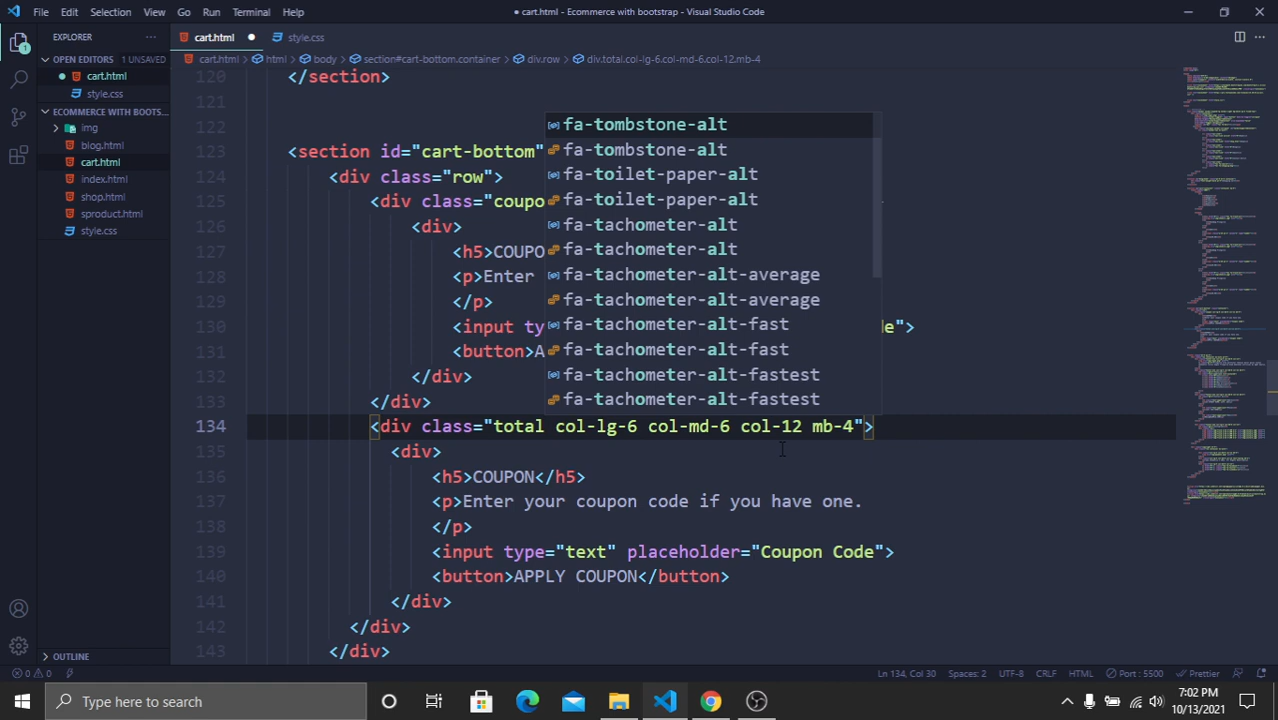 File Edit Selection View Go Run Terminal Help
● cart.html - Ecommerce with bootstrap - Visual Studio Code
EXPLORER
cart.html
style.css
OPEN EDITORS 1 UNSAVED
cart.html
style.css
ECOMMERCE WITH BOOTS...
img
blog.html
cart.html
index.html
shop.html
sproduct.html
style.css
OUTLINE
cart.html > html > body > section#cart-bottom.container > div.row > div.total.col-lg-6.col-md-6.col-12.mb-4
120 </section>
121
122
123 <section id="cart-bottom"
124 <div class="row">
125 <div class="coupo
126 <div>
127 <h5>COUPO
128 <p>Enter
129 </p>
130 <input ty de">
131 <button>A
132 </div>
133 </div>
134 <div class="total col-lg-6 col-md-6 col-12 mb-4">
135 <div>
136 <h5>COUPON</h5>
137 <p>Enter your coupon code if you have one.
138 </p>
139 <input type="text" placeholder="Coupon Code">
140 <button>APPLY COUPON</button>
141 </div>
142 </div>
143 </div>
fa-tombstone-alt
fa-tombstone-alt
fa-toilet-paper-alt
fa-toilet-paper-alt
fa-tachometer-alt
fa-tachometer-alt
fa-tachometer-alt-average
fa-tachometer-alt-average
fa-tachometer-alt-fast
fa-tachometer-alt-fast
fa-tachometer-alt-fastest
fa-tachometer-alt-fastest
0 0
Ln 134, Col 30 Spaces: 2 UTF-8 CRLF HTML Port : 5500 Prettier
Type here to search
7:02 PM
10/13/2021